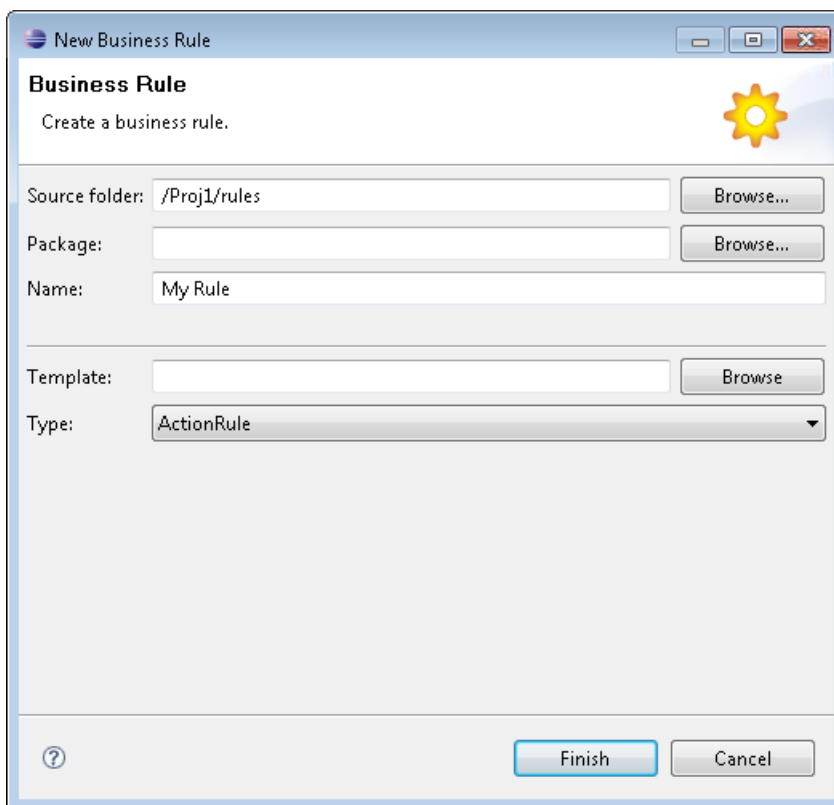 New Business Rule
Business Rule
Create a business rule.
Source folder: /Proj1/rules Browse...
Package: Browse...
Name: My Rule
Template: Browse
Type: ActionRule
? Finish Cancel